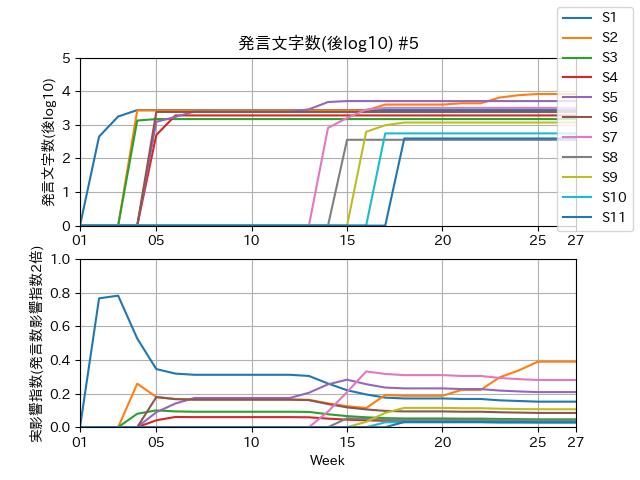 発言文字数(後log10) #5
S1
S2
S3
S4
S5
S6
S7
S8
S9
S10
S11
発言文字数(後log10)
5
4
3
2
1
0
01 05 10 15 20 25 27
実影響指数(発言数影響指数2倍)
1.0
0.8
0.6
0.4
0.2
0.0
01 05 10 15 20 25 27
Week